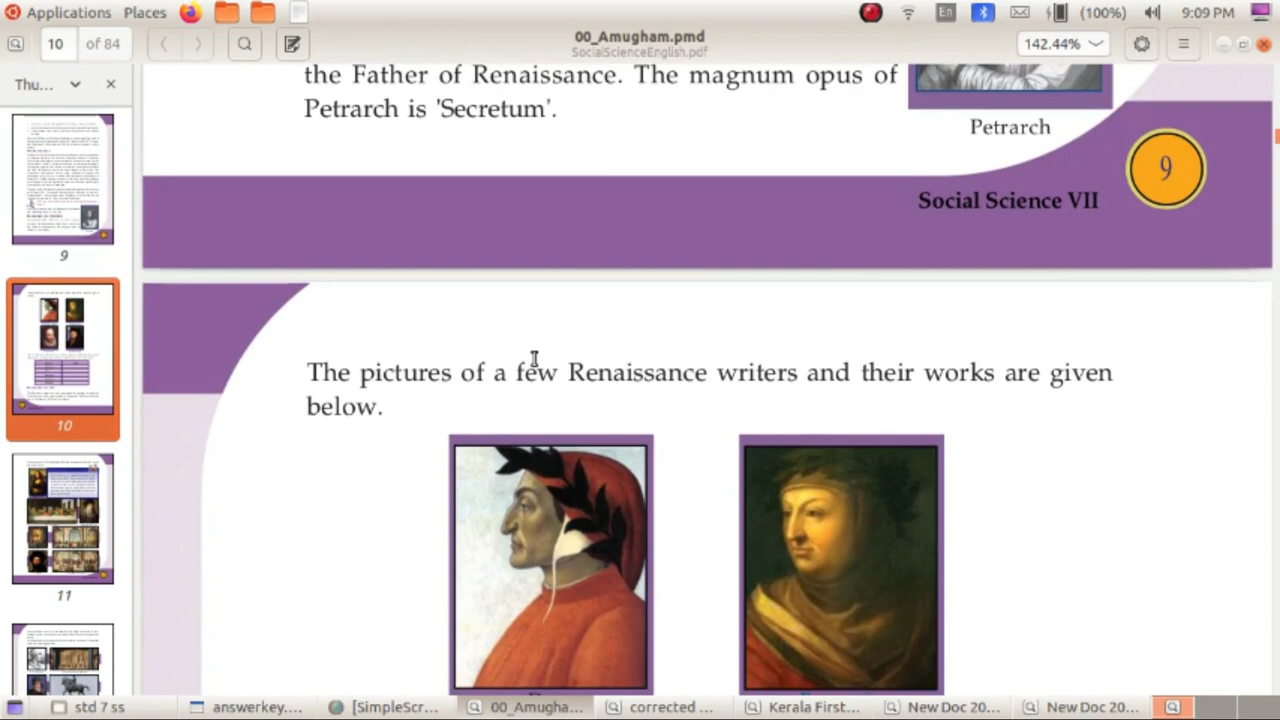 Applications Places En (100%) 9:09 PM
10 of 84 00_Amugham.pmd 142.44%
SocialScienceEnglish.pdf
Thu...
the Father of Renaissance. The magnum opus of
Petrarch is 'Secretum'.
Petrarch
9
Social Science VII
9
10
11
The pictures of a few Renaissance writers and their works are given
below.
std 7 ss answerkey.... [SimpleScr... 00_Amugha... corrected ... Kerala First... New Doc 20... New Doc 20...